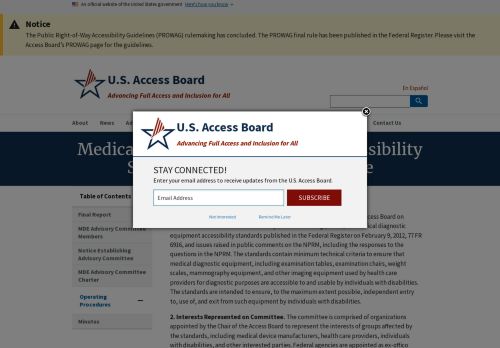 An official website of the United States government Here's how you know
Notice
The Public Right-of-Way Accessibility Guidelines (PROWAG) rulemaking has concluded. The PROWAG final rule has been published in the Federal Register. Please visit the
Access Board's PROWAG page for the guidelines.
U.S. Access Board
Advancing Full Access and Inclusion for All
En Español
About News Contact Us
U.S. Access Board
Advancing Full Access and Inclusion for All
STAY CONNECTED!
Enter your email address to receive updates from the U.S. Access Board.
Email Address SUBSCRIBE
Not Interested Remind Me Later
Table of Contents
Final Report
MDE Advisory Committee
Members
Notice Establishing
Advisory Committee
MDE Advisory Committee
Charter
Operating
Procedures
Minutes
Access Board on
medical diagnostic
equipment accessibility standards published in the Federal Register on February 9, 2012, 77 FR
6916, and issues raised in public comments on the NPRM, including the responses to the
questions in the NPRM. The standards contain minimum technical criteria to ensure that
medical diagnostic equipment, including examination tables, examination chairs, weight
scales, mammography equipment, and other imaging equipment used by health care
providers for diagnostic purposes are accessible to and usable by individuals with disabilities.
The standards are intended to ensure, to the maximum extent possible, independent entry
to, use of, and exit from such equipment by individuals with disabilities.
2. Interests Represented on Committee. The committee is comprised of organizations
appointed by the Chair of the Access Board to represent the interests of groups affected by
the standards, including medical device manufacturers, health care providers, individuals
with disabilities, and other interested parties. Federal agencies are appointed as ex-officio